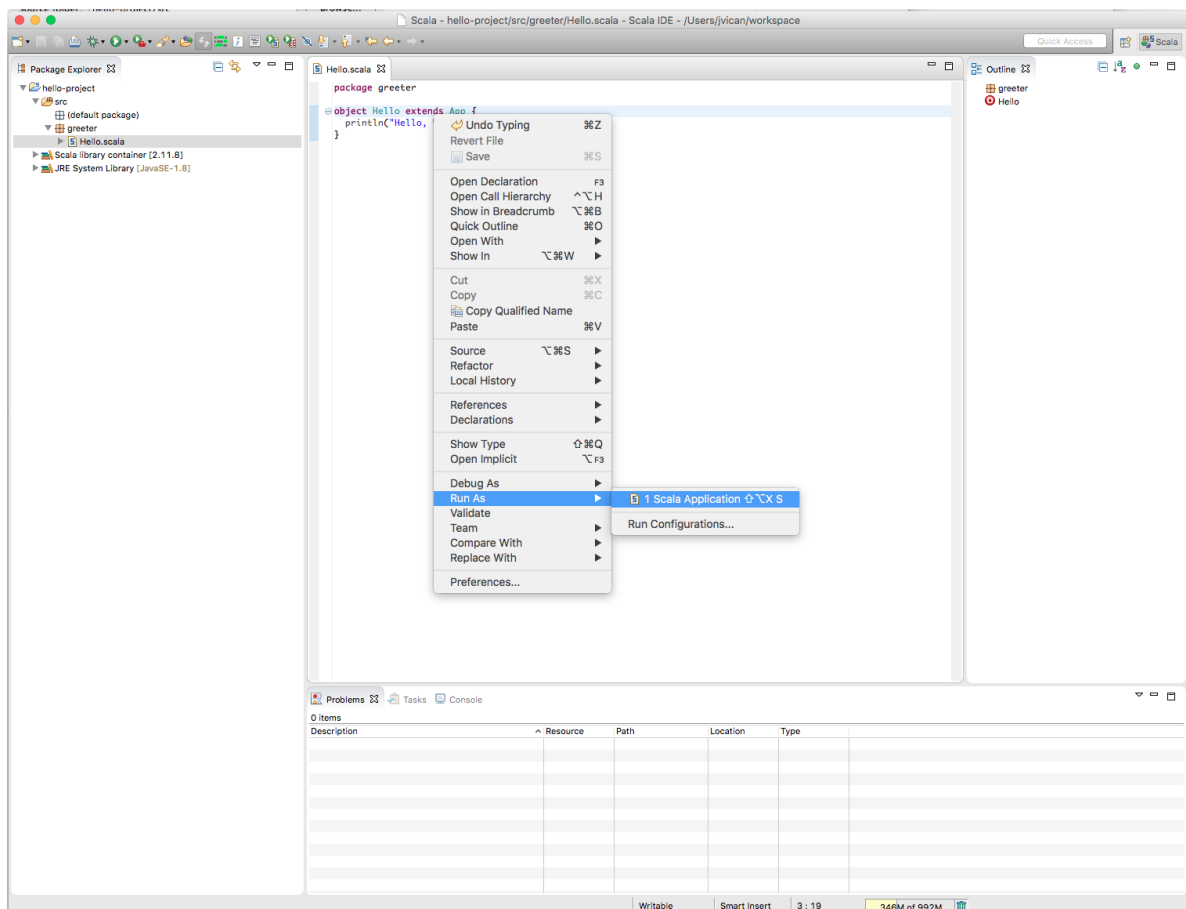 Scala - hello-project/src/greeter/Hello.scala - Scala IDE - /Users/jvican/workspace
Quick Access
Scala
Package Explorer
hello-project
src
(default package)
greeter
Hello.scala
Scala library container [2.11.8]
JRE System Library [JavaSE-1.8]
Hello.scala
package greeter
object Hello extends App {
println("Hello,
}
Undo Typing ⌘Z
Revert File
Save ⌘S
Open Declaration F3
Open Call Hierarchy ^⌥H
Show in Breadcrumb ⌥⌘B
Quick Outline ⌘O
Open With
Show In ⌥⌘W
Cut ⌘X
Copy ⌘C
Copy Qualified Name
Paste ⌘V
Source ⌥⌘S
Refactor
Local History
References
Declarations
Show Type ⇧⌘Q
Open Implicit ⌥F3
Debug As
Run As
Validate
Team
Compare With
Replace With
Preferences...
1 Scala Application ⇧⌥X S
Run Configurations...
Outline
greeter
Hello
Problems Tasks Console
0 items
Description Resource Path Location Type
Writable Smart Insert 3 : 19 346M of 992M